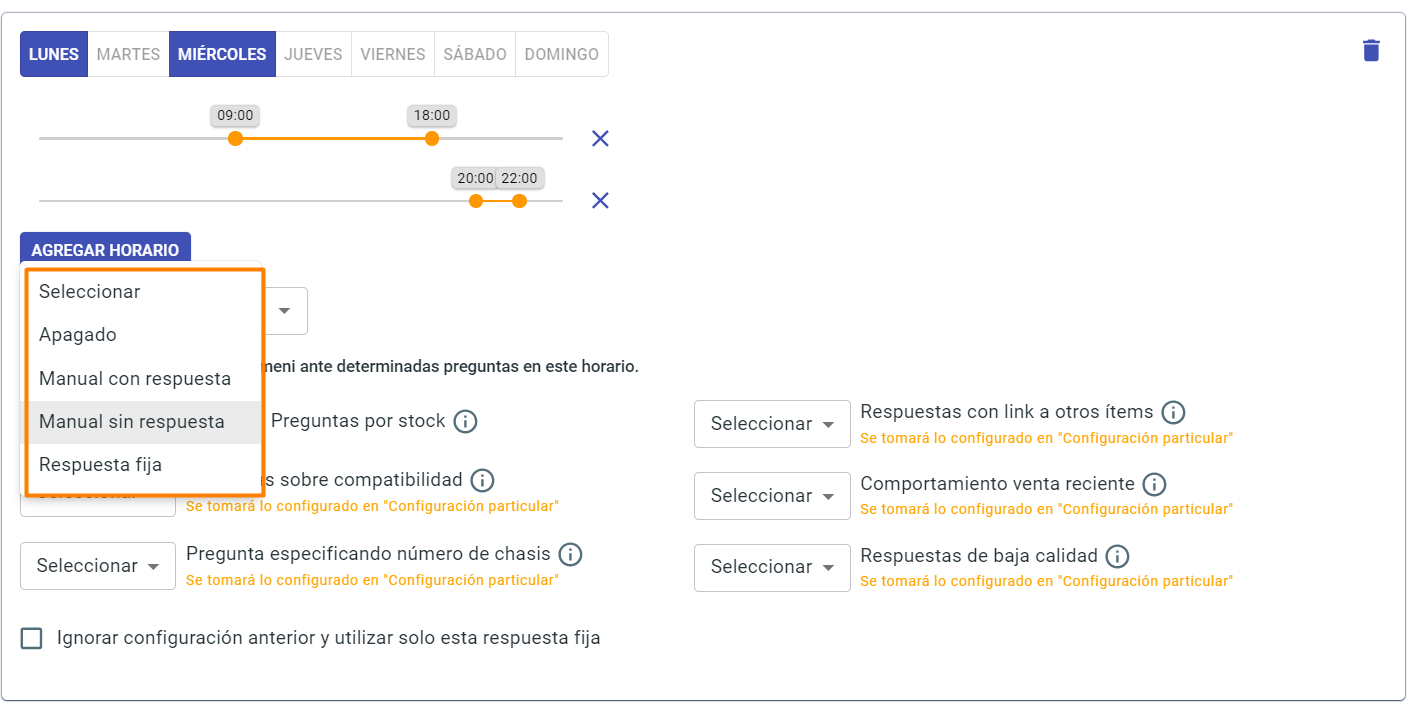 LUNES MARTES MIÉRCOLES JUEVES VIERNES SÁBADO DOMINGO
09:00 18:00
20:00 22:00
AGREGAR HORARIO
Seleccionar
Apagado
Manual con respuesta
Manual sin respuesta
Respuesta fija
ante determinadas preguntas en este horario.
Preguntas por stock
Seleccionar Respuestas con link a otros ítems
Se tomará lo configurado en "Configuración particular"
sobre compatibilidad
Se tomará lo configurado en "Configuración particular"
Seleccionar Comportamiento venta reciente
Se tomará lo configurado en "Configuración particular"
Seleccionar Pregunta especificando número de chasis
Se tomará lo configurado en "Configuración particular"
Seleccionar Respuestas de baja calidad
Se tomará lo configurado en "Configuración particular"
Ignorar configuración anterior y utilizar solo esta respuesta fija